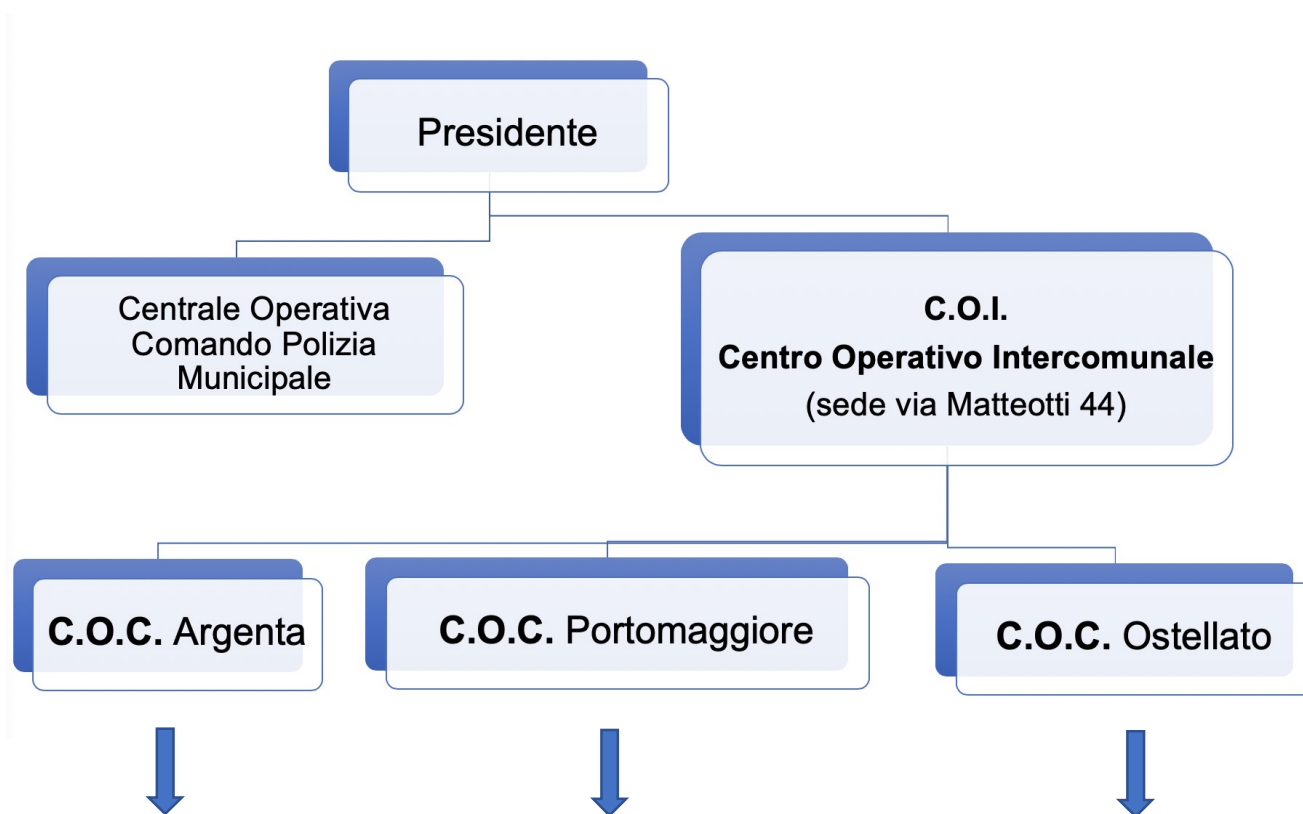 Presidente
Centrale Operativa
Comando Polizia
Municipale
C.O.I.
Centro Operativo Intercomunale
(sede via Matteotti 44)
C.O.C. Argenta
C.O.C. Portomaggiore
C.O.C. Ostellato